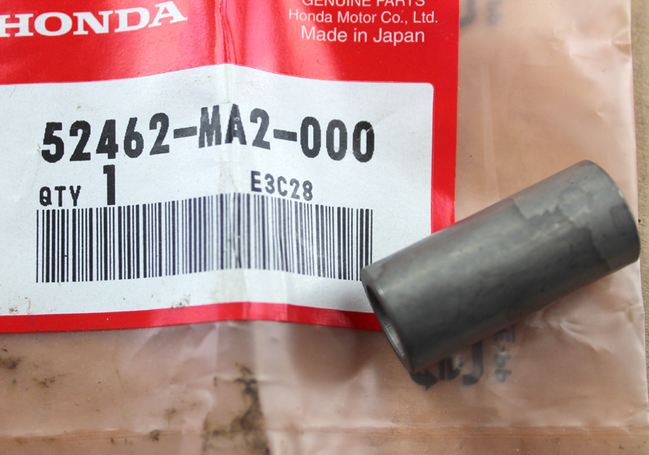 HONDA
GENUINE PARTS
Honda Motor Co., Ltd.
Made in Japan
52462-MA2-000
QTY 1 E3C28